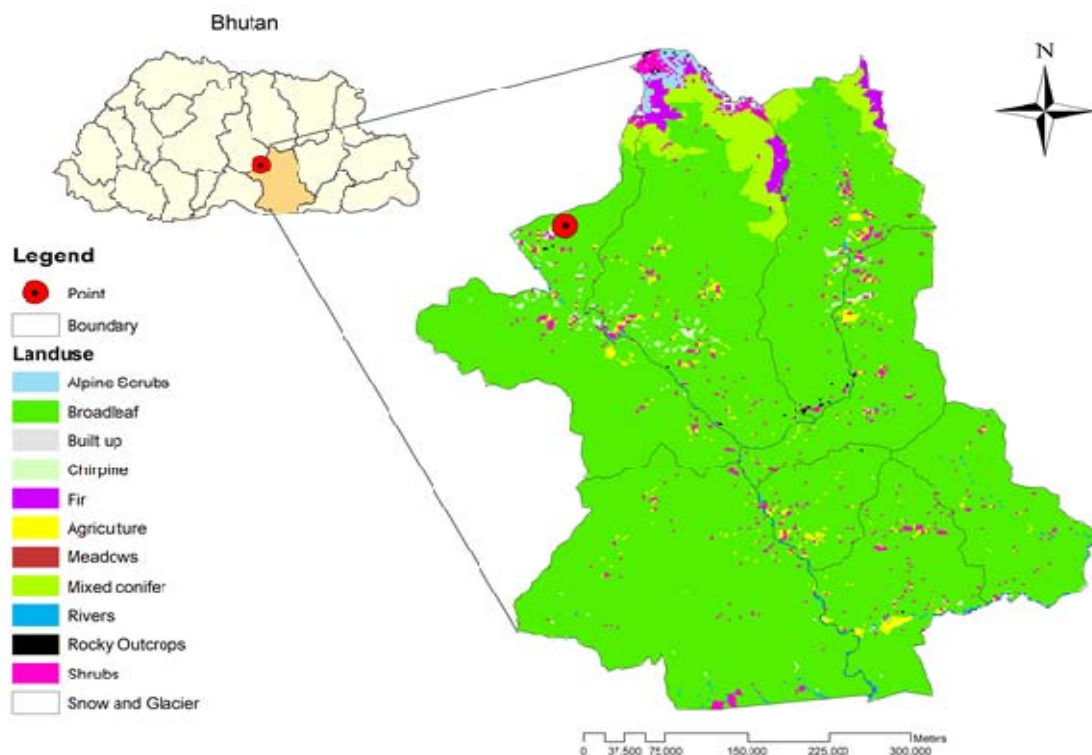 Bhutan
N
Legend
Point
Boundary
Landuse
Alpine Scrubs
Broadleaf
Built up
Chirpine
Fir
Agricuture
Meadows
Mixed conifer
Rivers
Rocky Outcrops
Shrubs
Snow and Glacier
Meters
0 37,500 75,000 150,000 225,000 300,000